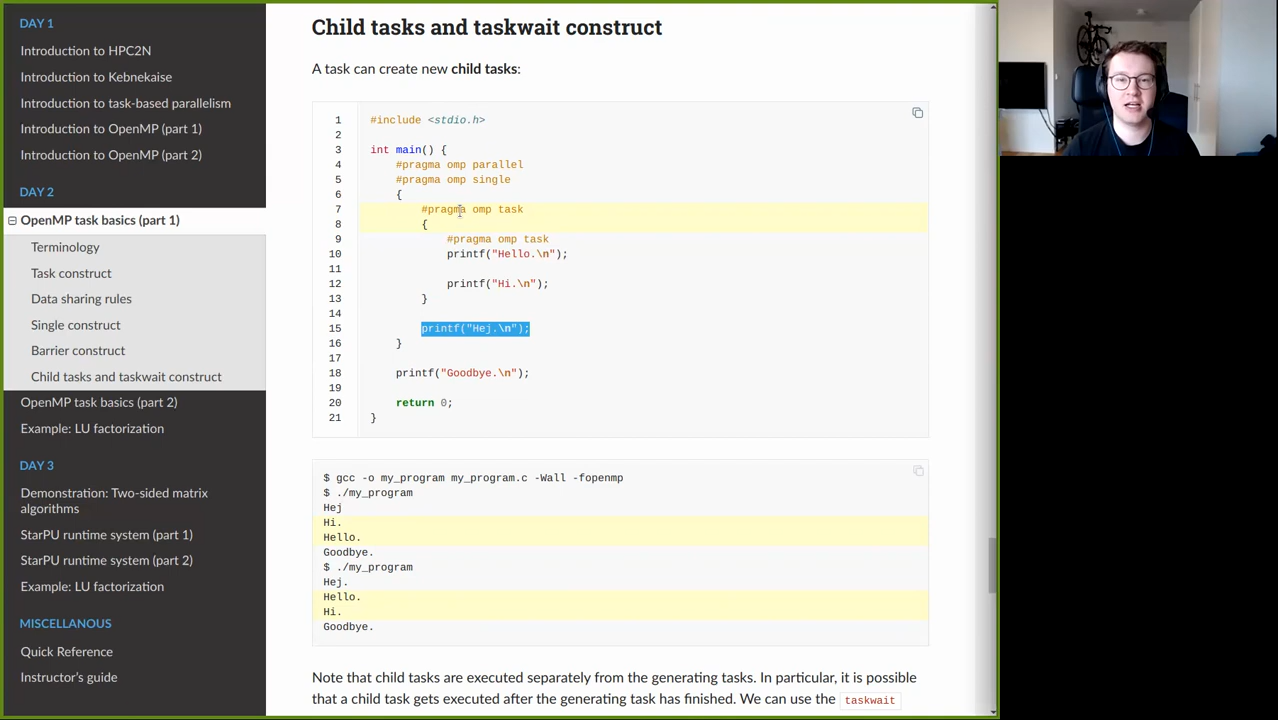 DAY 1
Introduction to HPC2N
Introduction to Kebnekaise
Introduction to task-based parallelism
Introduction to OpenMP (part 1)
Introduction to OpenMP (part 2)
DAY 2
OpenMP task basics (part 1)
Terminology
Task construct
Data sharing rules
Single construct
Barrier construct
Child tasks and taskwait construct
OpenMP task basics (part 2)
Example: LU factorization
DAY 3
Demonstration: Two-sided matrix
algorithms
StarPU runtime system (part 1)
StarPU runtime system (part 2)
Example: LU factorization
MISCELLANOUS
Quick Reference
Instructor's guide
Child tasks and taskwait construct
A task can create new child tasks:
1 #include <stdio.h>
2
3 int main() {
4 #pragma omp parallel
5 #pragma omp single
6 {
7 #pragma omp task
8 {
9 #pragma omp task
10 printf("Hello.\n");
11
12 printf("Hi.\n");
13 }
14
15 printf("Hej.\n");
16 }
17
18 printf("Goodbye.\n");
19
20 return 0;
21 }
$ gcc -o my_program my_program.c -Wall -fopenmp
$ ./my_program
Hej
Hi.
Hello.
Goodbye.
$ ./my_program
Hej.
Hello.
Hi.
Goodbye.
Note that child tasks are executed separately from the generating tasks. In particular, it is possible
that a child task gets executed after the generating task has finished. We can use the taskwait